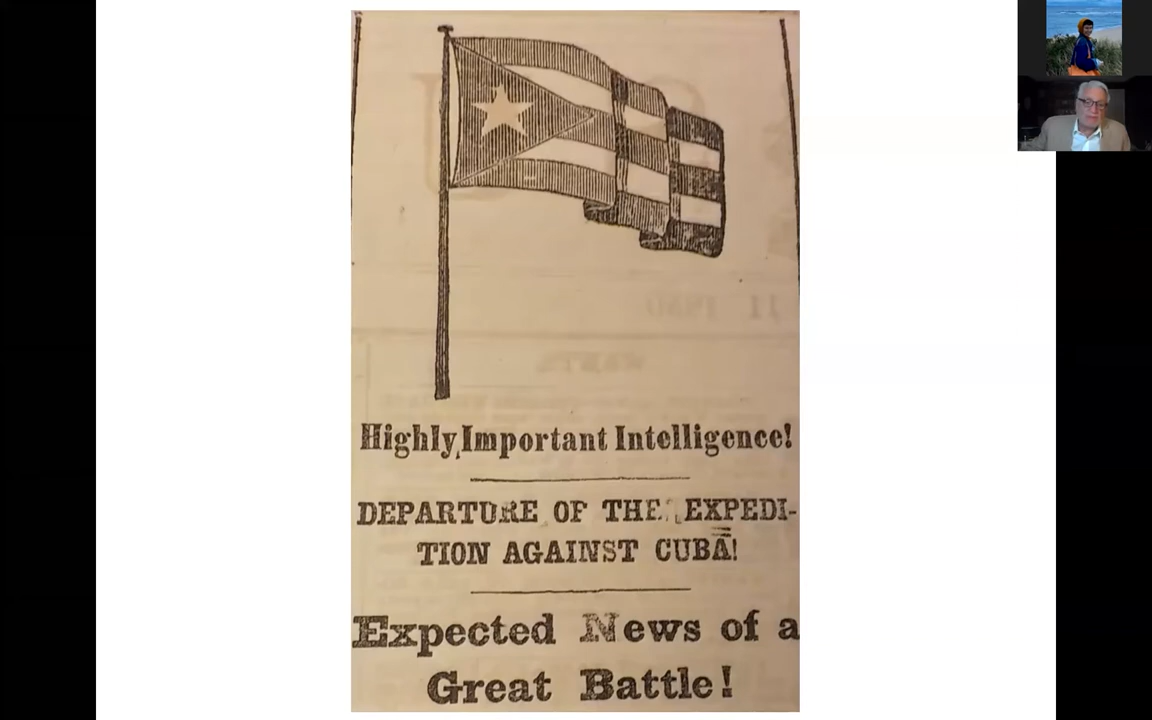 Highly Important Intelligence!
DEPARTURE OF THE EXPEDI-
TION AGAINST CUBA!
Expected News of a
Great Battle!